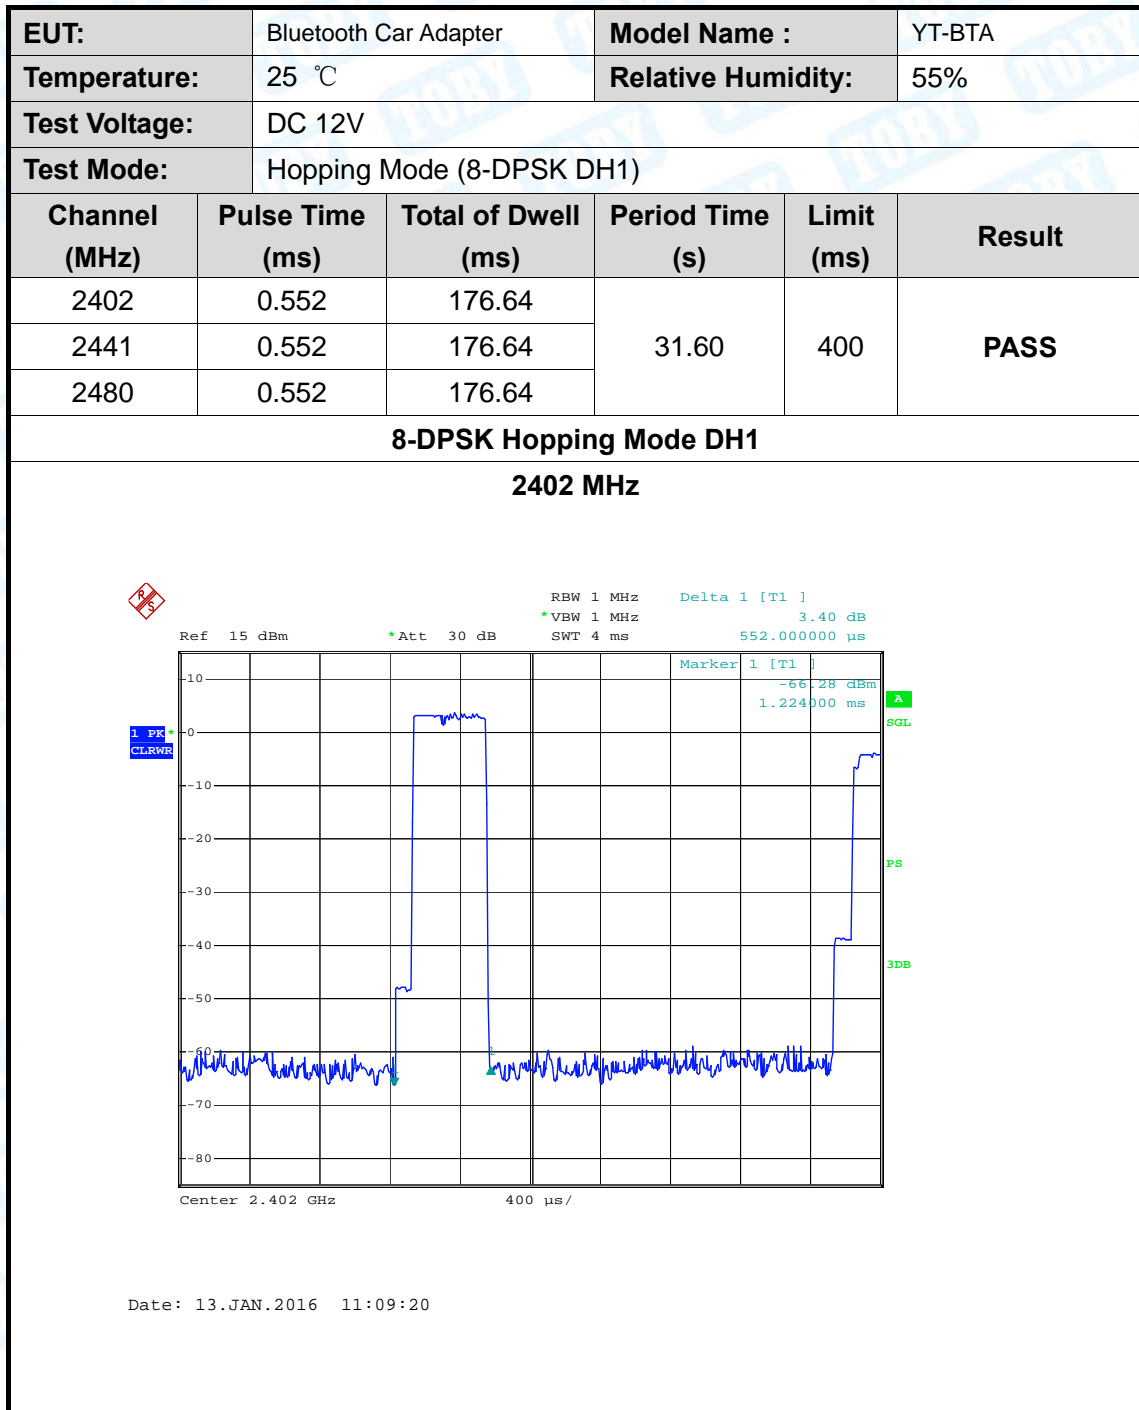 EUT: Bluetooth Car Adapter Model Name : YT-BTA
Temperature: 25 ℃ Relative Humidity: 55%
Test Voltage: DC 12V
Test Mode: Hopping Mode (8-DPSK DH1)
Channel (MHz) Pulse Time (ms) Total of Dwell (ms) Period Time (s) Limit (ms) Result
2402 0.552 176.64
2441 0.552 176.64 31.60 400 PASS
2480 0.552 176.64
8-DPSK Hopping Mode DH1
2402 MHz
R S
RBW 1 MHz Delta 1 [T1 ]
*VBW 1 MHz 3.40 dB
Ref 15 dBm *Att 30 dB SWT 4 ms 552.000000 µs
Marker 1 [T1 ]
-66.28 dBm
1.224000 ms
A
SGL
1 PK*
CLRWR
10
0
-10
-20
PS
-30
-40
3DB
-50
-60
1
1
-70
-80
Center 2.402 GHz 400 µs/
Date: 13.JAN.2016 11:09:20
TOBY